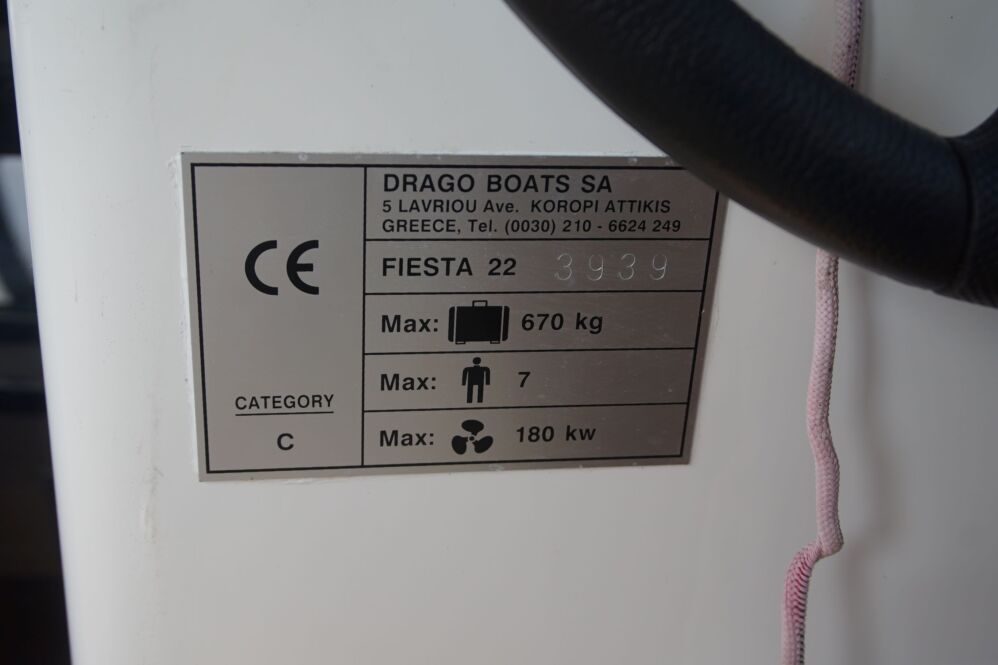 CE
CATEGORY
C
DRAGO BOATS SA
5 LAVRIOU Ave. KOROPI ATTIKIS
GREECE, Tel. (0030) 210 - 6624 249
FIESTA 22 3939
Max: 670 kg
Max: 7
Max: 180 kw